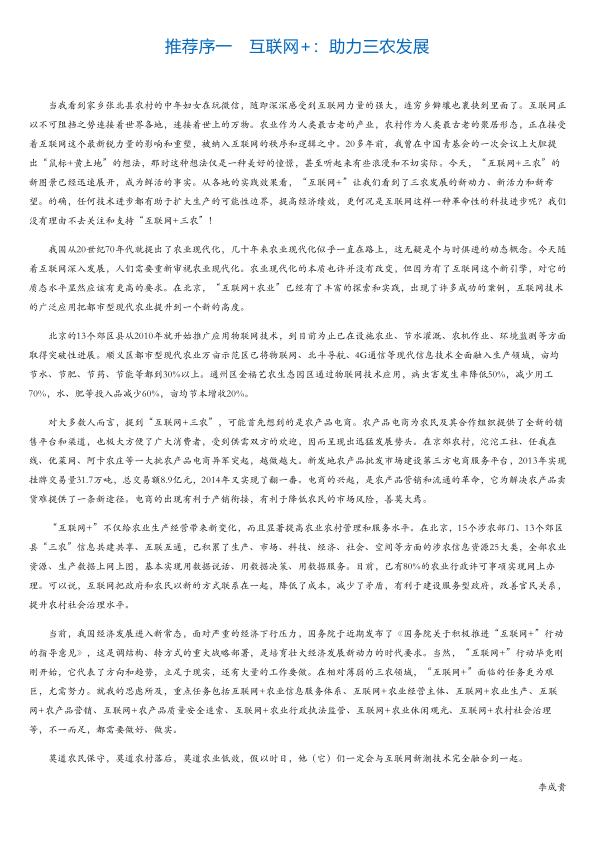 推荐序一　互联网+：助力三农发展
当我看到家乡张北县农村的中年妇女在玩微信，随即深深感受到互联网力量的强大，连穷乡僻壤也裹挟到里面了。互联网正
以不可阻挡之势连接着世界各地，连接着世上的万物。农业作为人类最古老的产业，农村作为人类最古老的聚居形态，正在接受
着互联网这个最新锐力量的影响和重塑，被纳入互联网的秩序和逻辑之中。20多年前，我曾在中国青基会的一次会议上大胆提
出“鼠标+黄土地”的想法，那时这种想法仅是一种美好的憧憬，甚至听起来有些浪漫和不切实际。今天，“互联网+三农”的
新图景已经迅速展开，成为鲜活的事实。从各地的实践效果看，“互联网+”让我们看到了三农发展的新动力、新活力和新希
望。的确，任何技术进步都有助于扩大生产的可能性边界，提高经济绩效，更何况是互联网这样一种革命性的科技进步呢？我们
没有理由不去关注和支持“互联网+三农”！
我国从20世纪70年代就提出了农业现代化，几十年来农业现代化似乎一直在路上，这无疑是个与时俱进的动态概念。今天随
着互联网深入发展，人们需要重新审视农业现代化。农业现代化的本质也许并没有改变，但因为有了互联网这个新引擎，对它的
质态水平显然应该有更高的要求。在北京，“互联网+农业”已经有了丰富的探索和实践，出现了许多成功的案例，互联网技术
的广泛应用把都市型现代农业提升到一个新的高度。
北京的13个郊区县从2010年就开始推广应用物联网技术，到目前为止已在设施农业、节水灌溉、农机作业、环境监测等方面
取得突破性进展。顺义区都市型现代农业万亩示范区已将物联网、北斗导航、4G通信等现代信息技术全面融入生产领域，亩均
节水、节肥、节药、节能等都到30%以上。通州区金福艺农生态园区通过物联网技术应用，病虫害发生率降低50%，减少用工
70%，水、肥等投入品减少60%，亩均节本增收20%。
对大多数人而言，提到“互联网+三农”，可能首先想到的是农产品电商。农产品电商为农民及其合作组织提供了全新的销
售平台和渠道，也极大方便了广大消费者，受到供需双方的欢迎，因而呈现出迅猛发展势头。在京郊农村，沱沱工社、任我在
线、优菜网、阿卡农庄等一大批农产品电商异军突起，越做越大。新发地农产品批发市场建设第三方电商服务平台，2013年实现
挂牌交易量31.7万吨，总交易额8.9亿元，2014年又实现了翻一番。电商的兴起，是农产品营销和流通的革命，它为解决农产品卖
货难提供了一条新途径。电商的出现有利于产销衔接，有利于降低农民的市场风险，善莫大焉。
“互联网+”不仅给农业生产经营带来新变化，而且显著提高农业农村管理和服务水平。在北京，15个涉农部门、13个郊区
县“三农”信息共建共享、互联互通，已积累了生产、市场、科技、经济、社会、空间等方面的涉农信息资源25大类，全部农业
资源、生产数据上网上图，基本实现用数据说话、用数据决策、用数据服务。目前，已有80%的农业行政许可事项实现网上办
理。可以说，互联网把政府和农民以新的方式联系在一起，降低了成本，减少了矛盾，有利于建设服务型政府，改善官民关系，
提升农村社会治理水平。
当前，我国经济发展进入新常态，面对严重的经济下行压力，国务院于近期发布了《国务院关于积极推进“互联网+”行动
的指导意见》，这是调结构、转方式的重大战略部署，是培育壮大经济发展新动力的时代要求。当然，“互联网+”行动毕竟刚
刚开始，它代表了方向和趋势，立足于现实，还有大量的工作要做。在相对薄弱的三农领域，“互联网+”面临的任务更为艰
巨，尤需努力。就我的思虑所及，重点任务包括互联网+农业信息服务体系、互联网+农业经营主体、互联网+农业生产、互联
网+农产品营销、互联网+农产品质量安全追索、互联网+农业行政执法监管、互联网+农业休闲观光、互联网+农村社会治理
等，不一而足，都需要做好、做实。
莫道农民保守，莫道农村落后，莫道农业低效，假以时日，他（它）们一定会与互联网新潮技术完全融合到一起。
李成贵